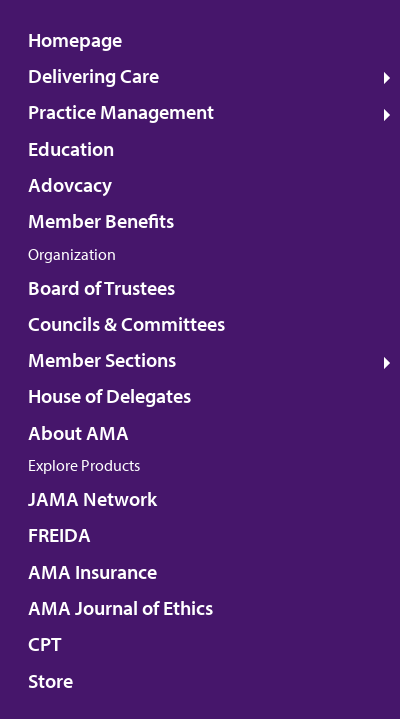 Homepage
Delivering Care
Practice Management
Education
Adovcacy
Member Benefits
Organization
Board of Trustees
Councils & Committees
Member Sections
House of Delegates
About AMA
Explore Products
JAMA Network
FREIDA
AMA Insurance
AMA Journal of Ethics
CPT
Store